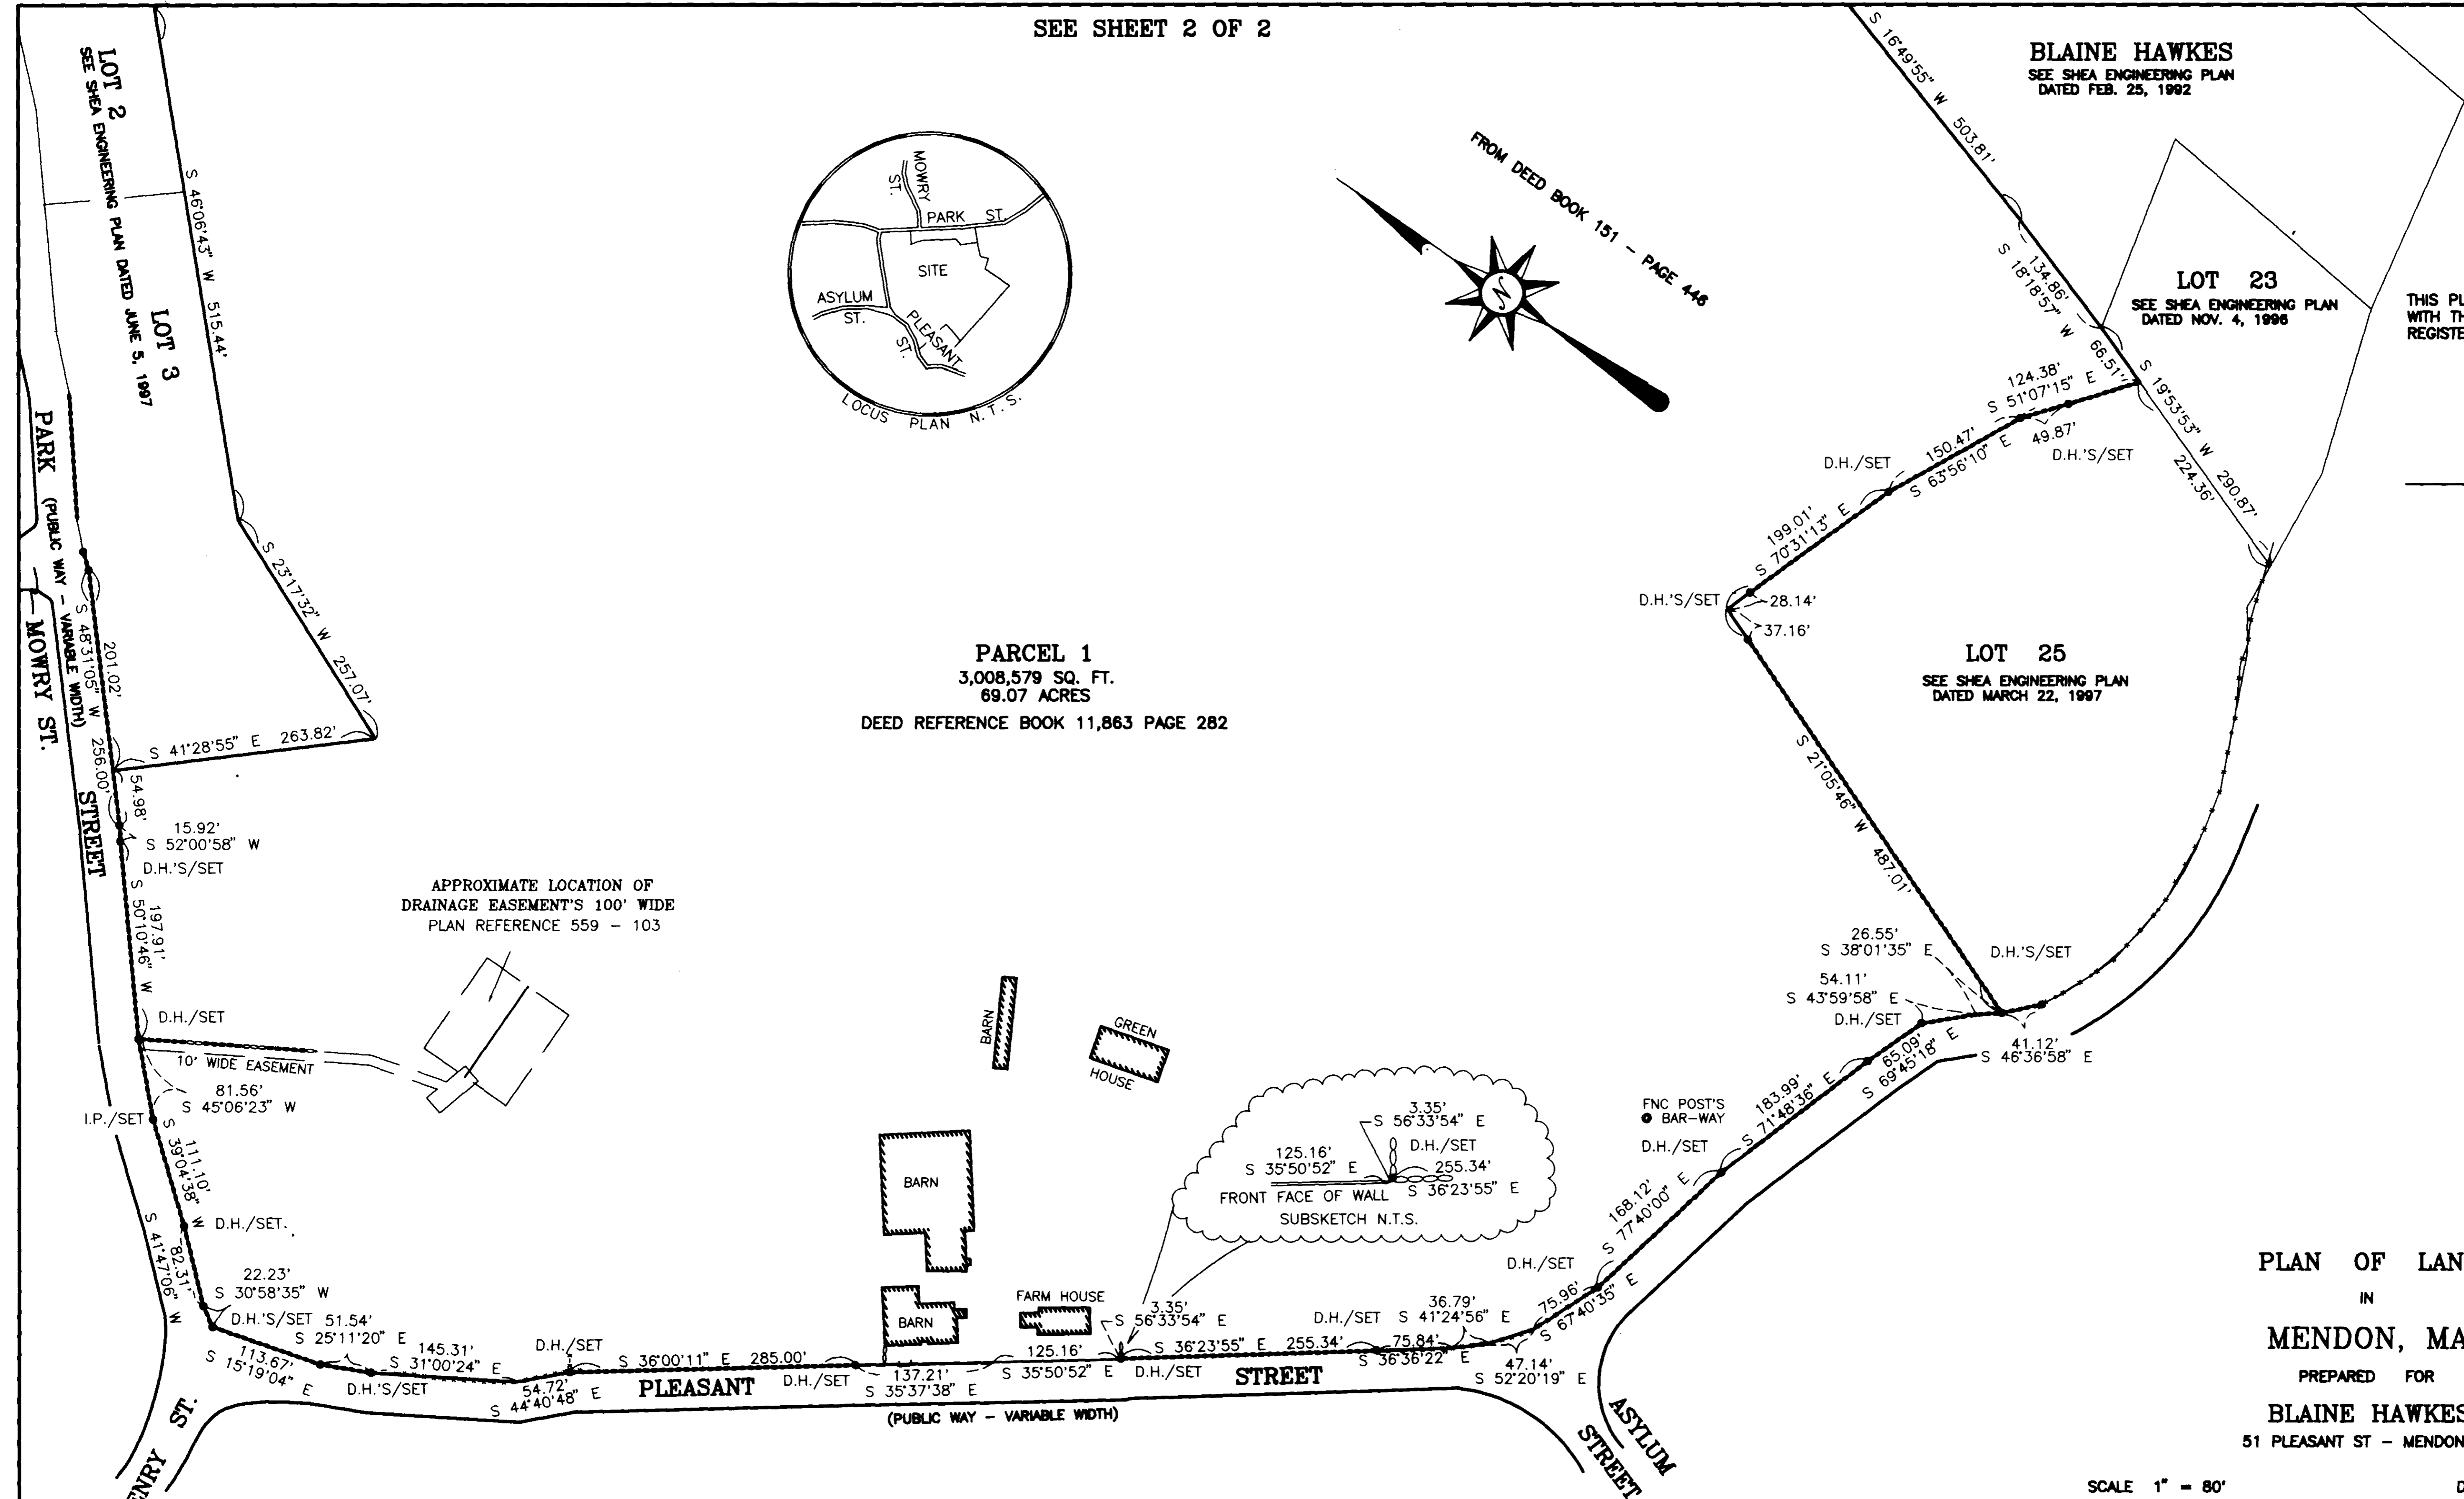 SEE SHEET 2 OF 2
LOT 2
SEE SHEA ENGINEERING PLAN DATED JUNE 5, 1997
LOT 3
S 46°06'43" W 515.44'
S 23°17'32" W 257.07'
S 41°28'55" E 263.82'
PARK STREET
(PUBLIC WAY - VARIABLE WIDTH)
MOWRY ST.
201.02'
S 48°31'05" W 256.00'
54.98'
15.92'
S 52°00'58" W
D.H.'S/SET
197.91'
S 50°10'46" W
D.H./SET
10' WIDE EASEMENT
81.56'
S 45°06'23" W
I.P./SET
111.10'
S 39°04'38" W
D.H./SET.
82.31'
S 41°47'06" W
22.23'
S 30°58'35" W
D.H.'S/SET
APPROXIMATE LOCATION OF
DRAINAGE EASEMENT'S 100' WIDE
PLAN REFERENCE 559 - 103
MOWRY
ST.
PARK ST.
SITE
ASYLUM
ST.
PLEASANT
ST.
LOCUS PLAN N.T.S.
FROM DEED BOOK 151 - PAGE 446
N
PARCEL 1
3,008,579 SQ. FT.
69.07 ACRES
DEED REFERENCE BOOK 11,863 PAGE 282
BLAINE HAWKES
SEE SHEA ENGINEERING PLAN
DATED FEB. 25, 1992
S 16°49'55" W 503.81'
134.86'
S 18°18'57" W
66.51'
S 19°53'53" W 290.87'
224.36'
LOT 23
SEE SHEA ENGINEERING PLAN
DATED NOV. 4, 1996
THIS PL
WITH TH
REGISTE
124.38'
S 51°07'15" E
49.87'
D.H.'S/SET
150.47'
S 63°56'10" E
D.H./SET
199.01'
S 70°31'13" E
D.H.'S/SET
28.14'
37.16'
LOT 25
SEE SHEA ENGINEERING PLAN
DATED MARCH 22, 1997
S 21°05'46" W 487.01'
26.55'
S 38°01'35" E
D.H.'S/SET
54.11'
S 43°59'58" E
D.H./SET
41.12'
S 46°36'58" E
65.09'
S 69°45'18" E
183.99'
S 71°48'36" E
FNC POST'S
BAR-WAY
D.H./SET
168.12'
S 77°40'00" E
D.H./SET
75.96'
S 67°40'35" E
BARN
GREEN
HOUSE
BARN
BARN
FARM HOUSE
3.35'
S 56°33'54" E
D.H./SET
125.16'
S 35°50'52" E
255.34'
S 36°23'55" E
FRONT FACE OF WALL
SUBSKETCH N.T.S.
113.67'
S 15°19'04" E
51.54'
S 25°11'20" E
145.31'
S 31°00'24" E
D.H.'S/SET
D.H./SET
54.72'
S 44°40'48" E
S 36°00'11" E 285.00'
D.H./SET
137.21'
S 35°37'38" E
125.16'
S 35°50'52" E
3.35'
S 56°33'54" E
D.H./SET
S 36°23'55" E 255.34'
D.H./SET
75.84'
S 36°36'22" E
36.79'
S 41°24'56" E
47.14'
S 52°20'19" E
PLEASANT STREET
(PUBLIC WAY - VARIABLE WIDTH)
ENRY ST.
ASYLUM
STREET
PLAN OF LAN
IN
MENDON, MA
PREPARED FOR
BLAINE HAWKES
51 PLEASANT ST - MENDON
SCALE 1" = 80'
D